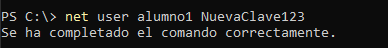 PS C:\> net user alumno1 NuevaClave123
Se ha completado el comando correctamente.